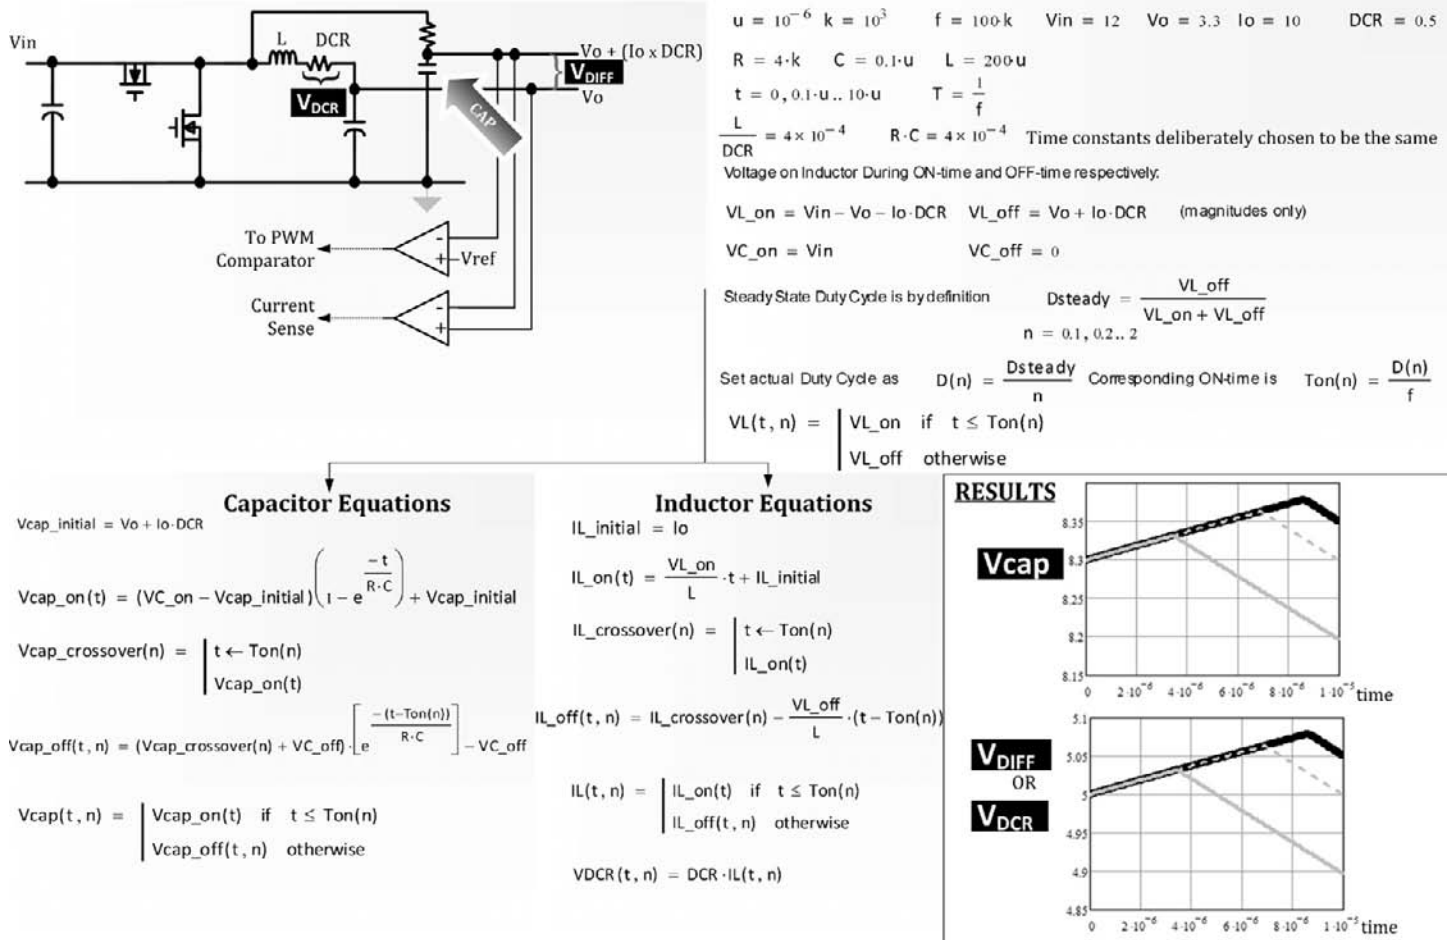 Vin
L DCR
V_DCR
CAP
Vo + (Io x DCR)
V_DIFF
Vo
To PWM
Comparator
-
+
Vref
Current
Sense
-
+
u = 10^-6 k = 10^3 f = 100·k Vin = 12 Vo = 3.3 Io = 10 DCR = 0.5
R = 4·k C = 0.1·u L = 200·u
t = 0, 0.1·u .. 10·u T = 1/f
L/DCR = 4 × 10^-4 R·C = 4 × 10^-4 Time constants deliberately chosen to be the same
Voltage on Inductor During ON-time and OFF-time respectively:
VL_on = Vin − Vo − Io·DCR VL_off = Vo + Io·DCR (magnitudes only)
VC_on = Vin VC_off = 0
Steady State Duty Cycle is by definition Dsteady = VL_off/(VL_on + VL_off)
n = 0.1, 0.2 .. 2
Set actual Duty Cycle as D(n) = Dsteady/n Corresponding ON-time is Ton(n) = D(n)/f
VL(t, n) = | VL_on if t ≤ Ton(n)
| VL_off otherwise
Capacitor Equations
Vcap_initial = Vo + Io·DCR
Vcap_on(t) = (VC_on − Vcap_initial)(1 − e^(-t/(R·C))) + Vcap_initial
Vcap_crossover(n) = | t ← Ton(n)
| Vcap_on(t)
Vcap_off(t, n) = (Vcap_crossover(n) + VC_off)·[e^(-(t−Ton(n))/(R·C))] − VC_off
Vcap(t, n) = | Vcap_on(t) if t ≤ Ton(n)
| Vcap_off(t, n) otherwise
Inductor Equations
IL_initial = Io
IL_on(t) = VL_on/L · t + IL_initial
IL_crossover(n) = | t ← Ton(n)
| IL_on(t)
IL_off(t, n) = IL_crossover(n) − VL_off/L · (t − Ton(n))
IL(t, n) = | IL_on(t) if t ≤ Ton(n)
| IL_off(t, n) otherwise
VDCR(t, n) = DCR·IL(t, n)
RESULTS
Vcap
8.35
8.3
8.25
8.2
8.15
0 2·10^-6 4·10^-6 6·10^-6 8·10^-6 1·10^-5 time
V_DIFF
OR
V_DCR
5.1
5.05
5
4.95
4.9
4.85
0 2·10^-6 4·10^-6 6·10^-6 8·10^-6 1·10^-5 time